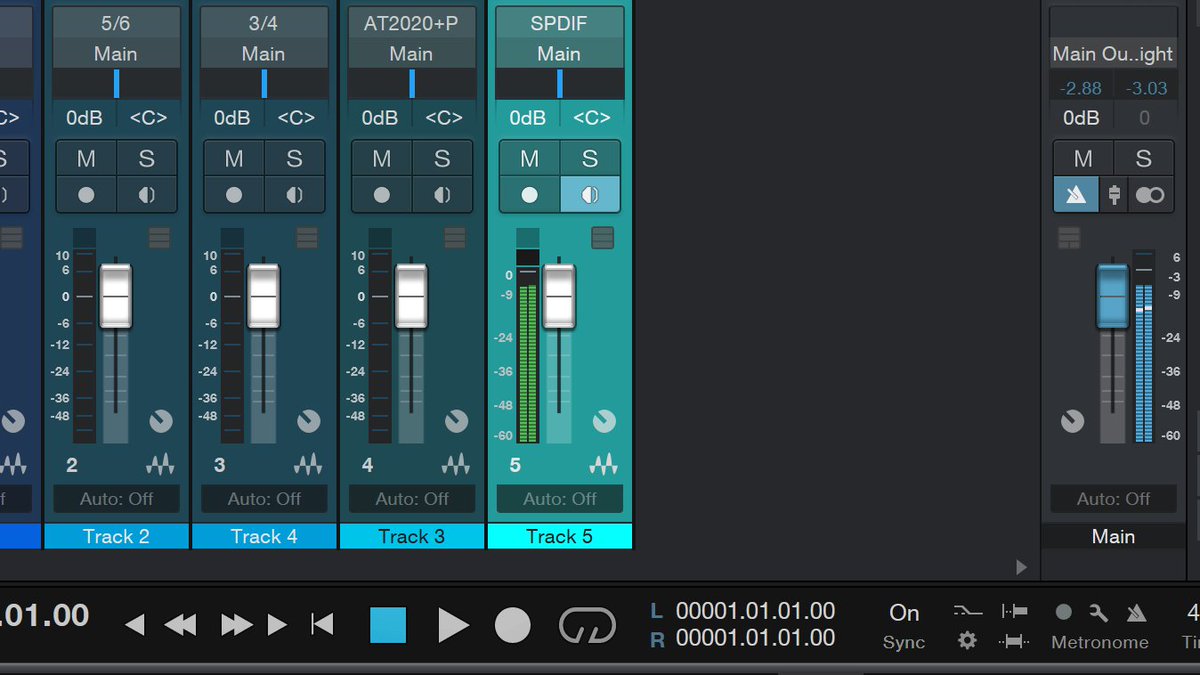 5/6 3/4 AT2020+P SPDIF
Main Main Main Main Main Ou..ight
-2.88 -3.03
C> 0dB <C> 0dB <C> 0dB <C> 0dB <C> 0dB 0
S M S M S M S M S M S
10 10 10 6
6 6 6 0 -3
0 0 0 -9 -9
-6 -6 -6 -24 -24
-12 -12 -12 -36 -36
-24 -24 -24 -48 -48
-36 -36 -36 -60 -60
-48 -48 -48
2 3 4 5
f Auto: Off Auto: Off Auto: Off Auto: Off Auto: Off
Track 2 Track 4 Track 3 Track 5 Main
.01.00 L 00001.01.01.00 On 4
R 00001.01.01.00 Sync Metronome Ti